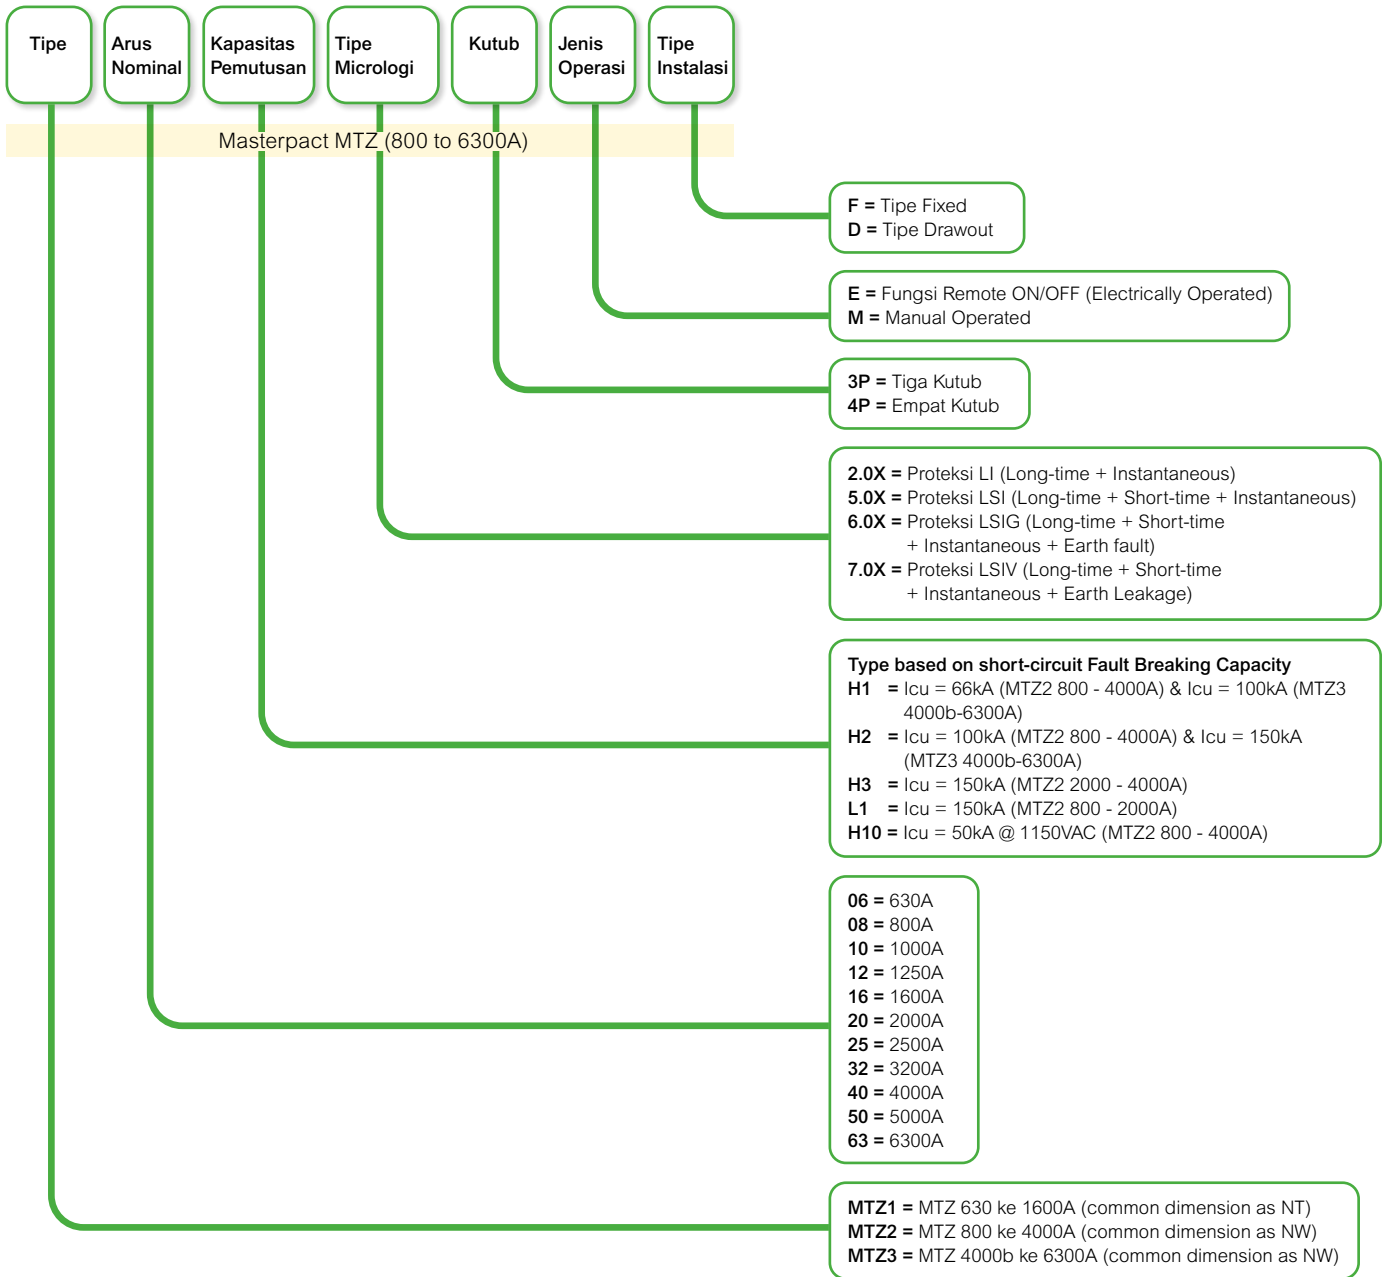 Tipe
Arus
Nominal
Kapasitas
Pemutusan
Tipe
Micrologi
Kutub
Jenis
Operasi
Tipe
Instalasi
Masterpact MTZ (800 to 6300A)
F = Tipe Fixed
D = Tipe Drawout
E = Fungsi Remote ON/OFF (Electrically Operated)
M = Manual Operated
3P = Tiga Kutub
4P = Empat Kutub
2.0X = Proteksi LI (Long-time + Instantaneous)
5.0X = Proteksi LSI (Long-time + Short-time + Instantaneous)
6.0X = Proteksi LSIG (Long-time + Short-time
+ Instantaneous + Earth fault)
7.0X = Proteksi LSIV (Long-time + Short-time
+ Instantaneous + Earth Leakage)
Type based on short-circuit Fault Breaking Capacity
H1 = Icu = 66kA (MTZ2 800 - 4000A) & Icu = 100kA (MTZ3
4000b-6300A)
H2 = Icu = 100kA (MTZ2 800 - 4000A) & Icu = 150kA
(MTZ3 4000b-6300A)
H3 = Icu = 150kA (MTZ2 2000 - 4000A)
L1 = Icu = 150kA (MTZ2 800 - 2000A)
H10 = Icu = 50kA @ 1150VAC (MTZ2 800 - 4000A)
06 = 630A
08 = 800A
10 = 1000A
12 = 1250A
16 = 1600A
20 = 2000A
25 = 2500A
32 = 3200A
40 = 4000A
50 = 5000A
63 = 6300A
MTZ1 = MTZ 630 ke 1600A (common dimension as NT)
MTZ2 = MTZ 800 ke 4000A (common dimension as NW)
MTZ3 = MTZ 4000b ke 6300A (common dimension as NW)